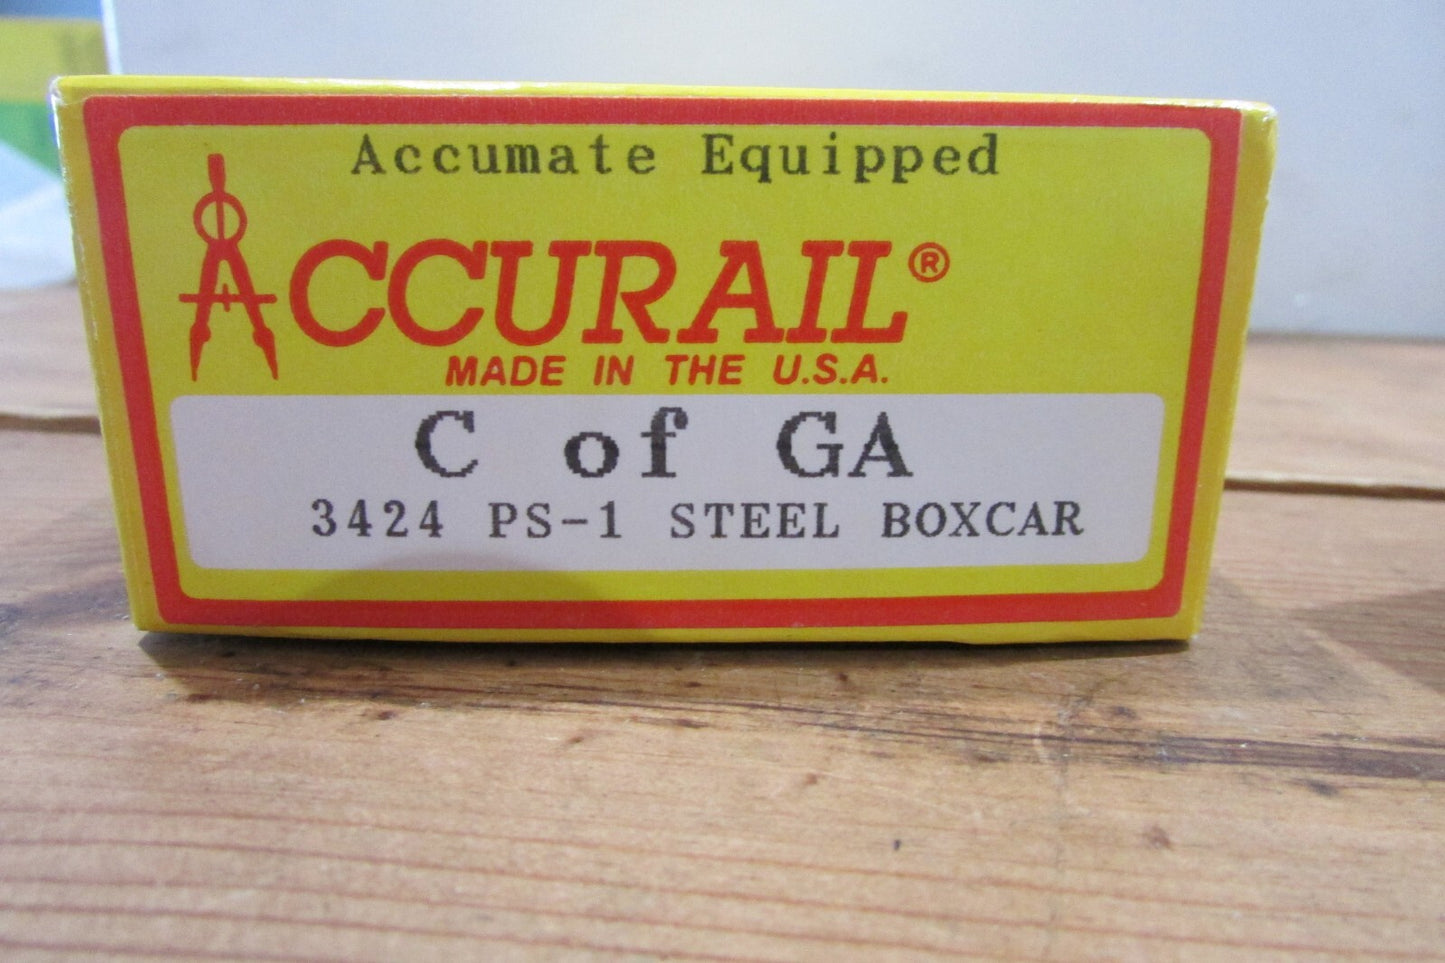 Accumate Equipped
ACCURAIL®
MADE IN THE U.S.A.
C of GA
3424 PS-1 STEEL BOXCAR